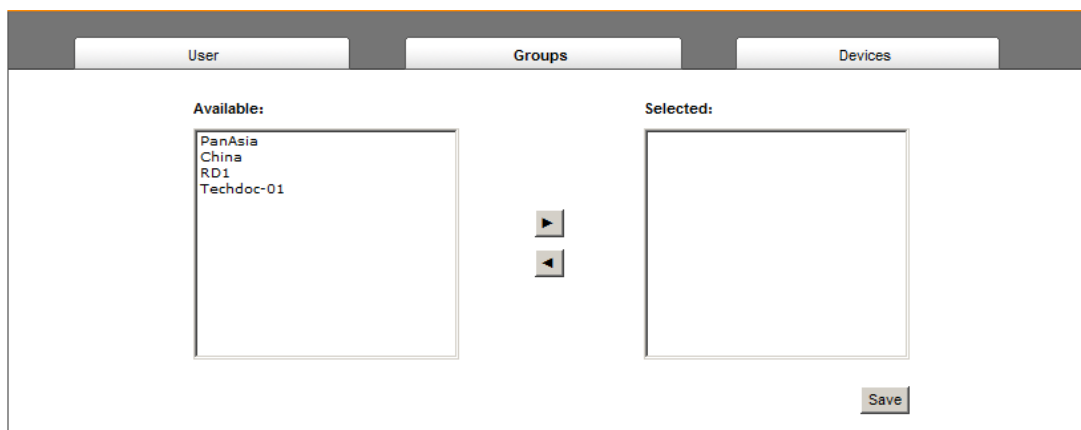 User Groups Devices
Available: Selected:
PanAsia
China
RD1
Techdoc-01
Save